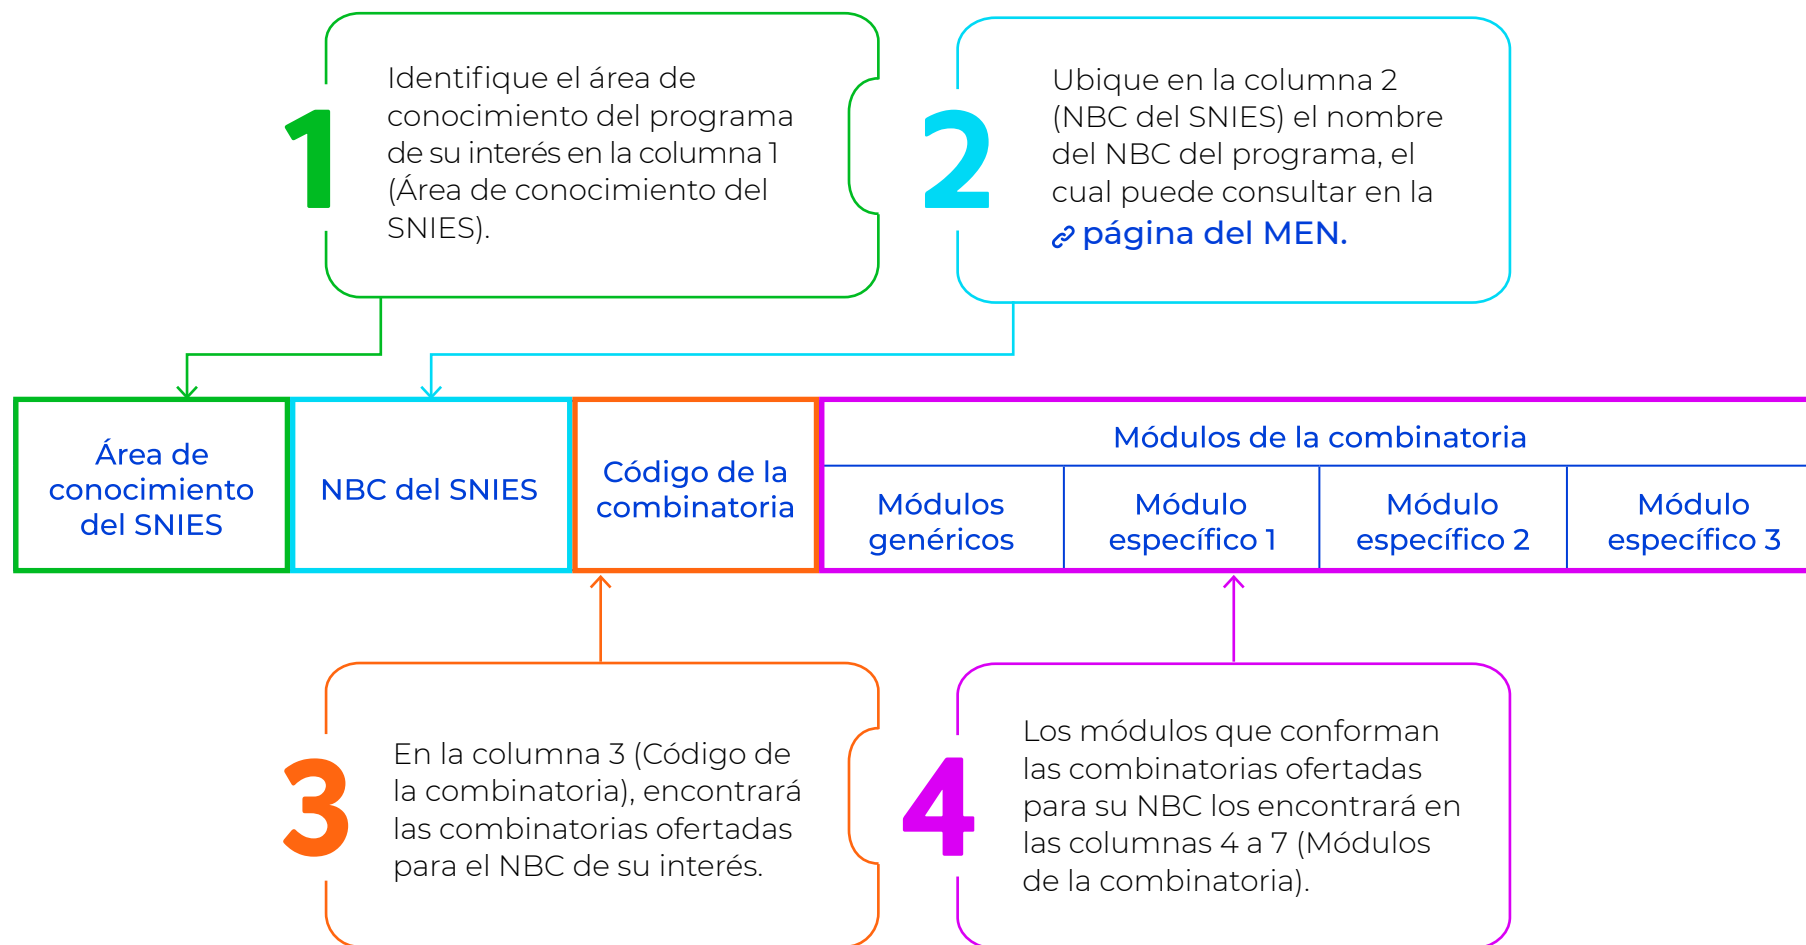 1
Identifique el área de
conocimiento del programa
de su interés en la columna 1
(Área de conocimiento del
SNIES).
2
Ubique en la columna 2
(NBC del SNIES) el nombre
del NBC del programa, el
cual puede consultar en la
página del MEN.
Área de
conocimiento
del SNIES
NBC del SNIES
Código de la
combinatoria
Módulos de la combinatoria
Módulos
genéricos
Módulo
específico 1
Módulo
específico 2
Módulo
específico 3
3
En la columna 3 (Código de
la combinatoria), encontrará
las combinatorias ofertadas
para el NBC de su interés.
4
Los módulos que conforman
las combinatorias ofertadas
para su NBC los encontrará en
las columnas 4 a 7 (Módulos
de la combinatoria).